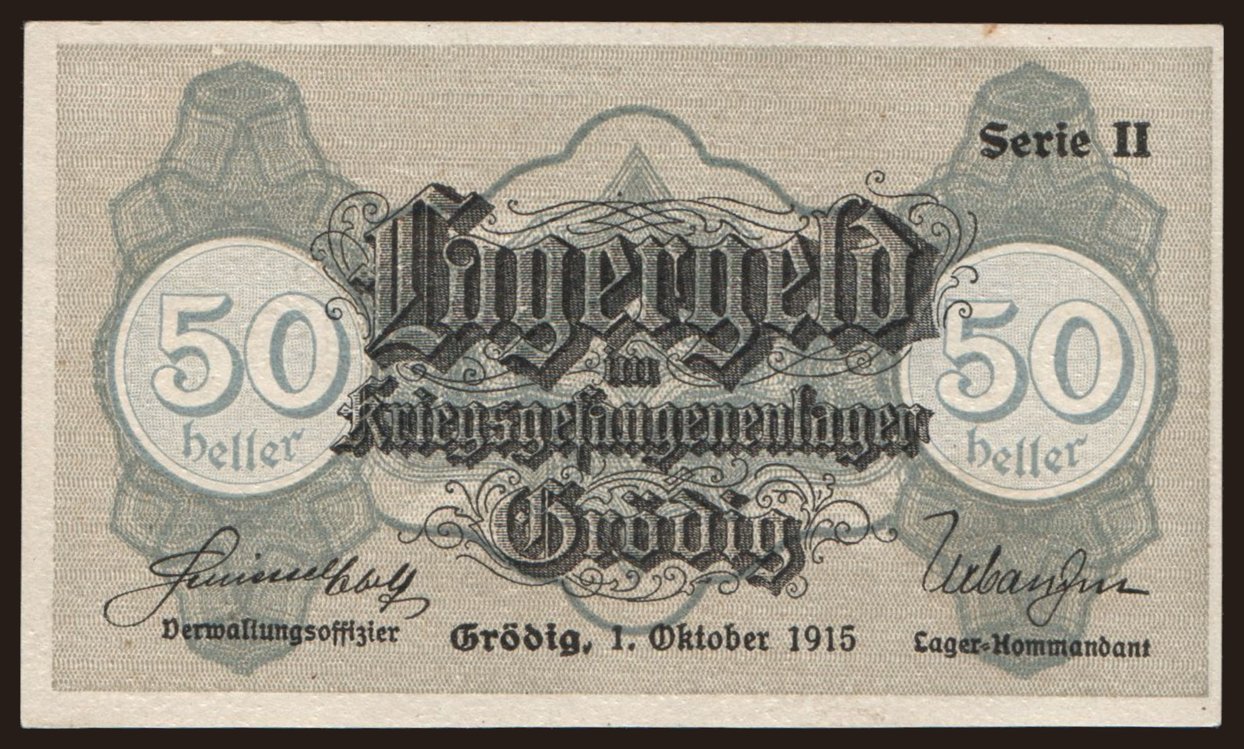 Serie II
Lagergeld
im
Kriegsgefangenenlager
Grödig
50
heller
50
heller
Verwaltungsoffizier
Grödig, 1. Oktober 1915
Lager-Kommandant